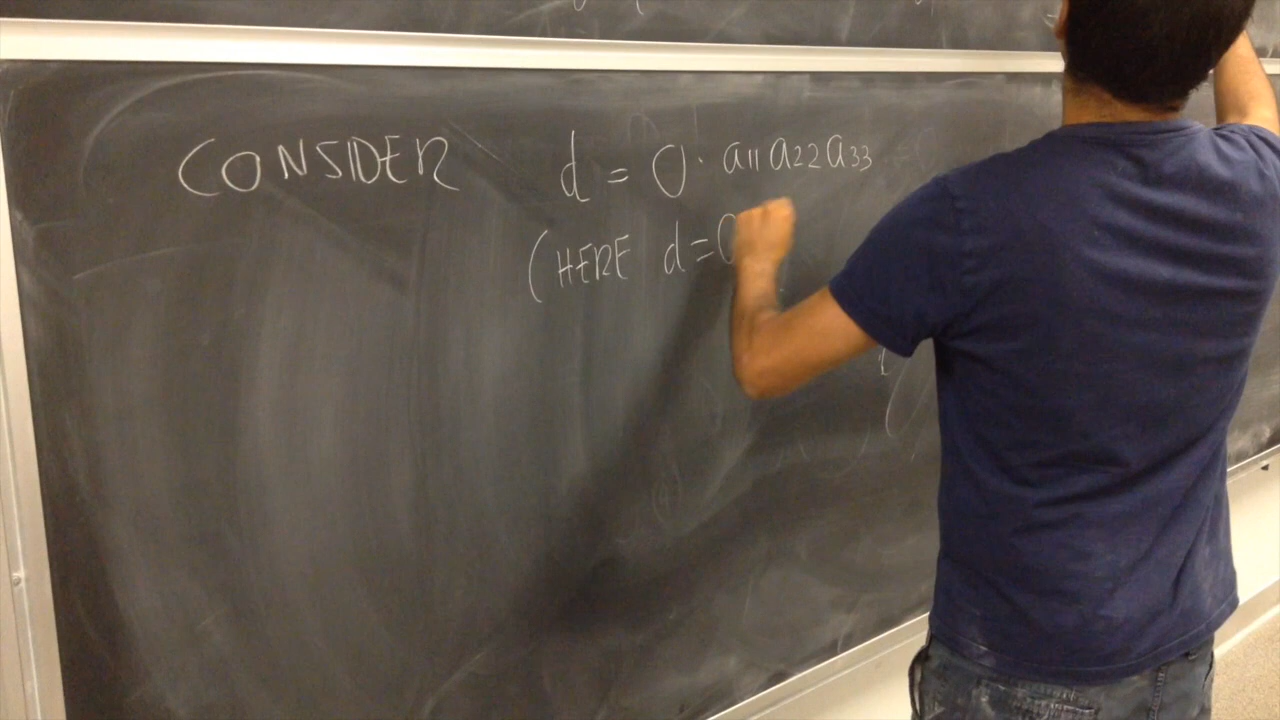 CONSIDER d = 0 · a11 a22 a33
(HERE d=0